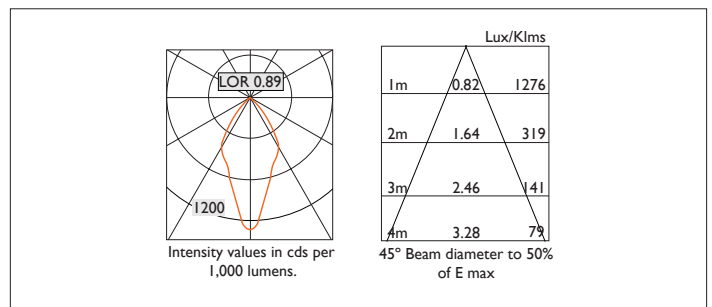 LOR 0.89
1200
Intensity values in cds per
1,000 lumens.
Lux/Klms
1m 0.82 1276
2m 1.64 319
3m 2.46 141
4m 3.28 79
45º Beam diameter to 50%
of E max